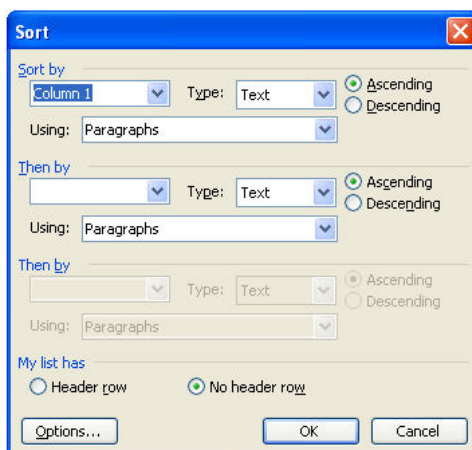 Sort
Sort by
Column 1 Type: Text Ascending
Descending
Using: Paragraphs
Then by
Type: Text Ascending
Descending
Using: Paragraphs
Then by
Type: Text Ascending
Descending
Using: Paragraphs
My list has
Header row No header row
Options... OK Cancel